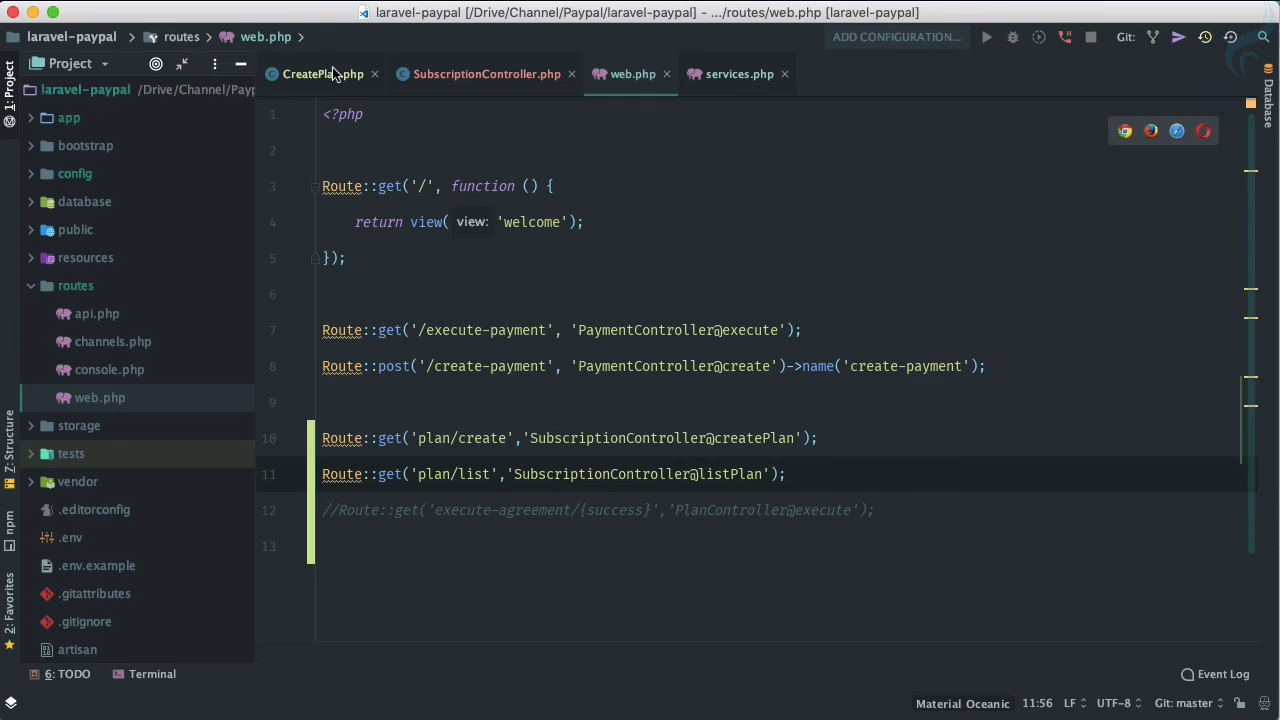 laravel-paypal [/Drive/Channel/Paypal/laravel-paypal] - .../routes/web.php [laravel-paypal]
laravel-paypal routes web.php ADD CONFIGURATION... Git:
Project CreatePlan.php SubscriptionController.php web.php services.php
1: Project
Database
laravel-paypal /Drive/Channel/Payp
app
bootstrap
config
database
public
resources
routes
api.php
channels.php
console.php
web.php
storage
tests
vendor
.editorconfig
.env
.env.example
.gitattributes
.gitignore
artisan
Z: Structure
npm
2: Favorites
1 <?php
2
3 Route::get('/', function () {
4 return view( view: 'welcome');
5 });
6
7 Route::get('/execute-payment', 'PaymentController@execute');
8 Route::post('/create-payment', 'PaymentController@create')->name('create-payment');
9
10 Route::get('plan/create','SubscriptionController@createPlan');
11 Route::get('plan/list','SubscriptionController@listPlan');
12 //Route::get('execute-agreement/{success}','PlanController@execute');
13
6: TODO Terminal Event Log
Material Oceanic 11:56 LF UTF-8 Git: master